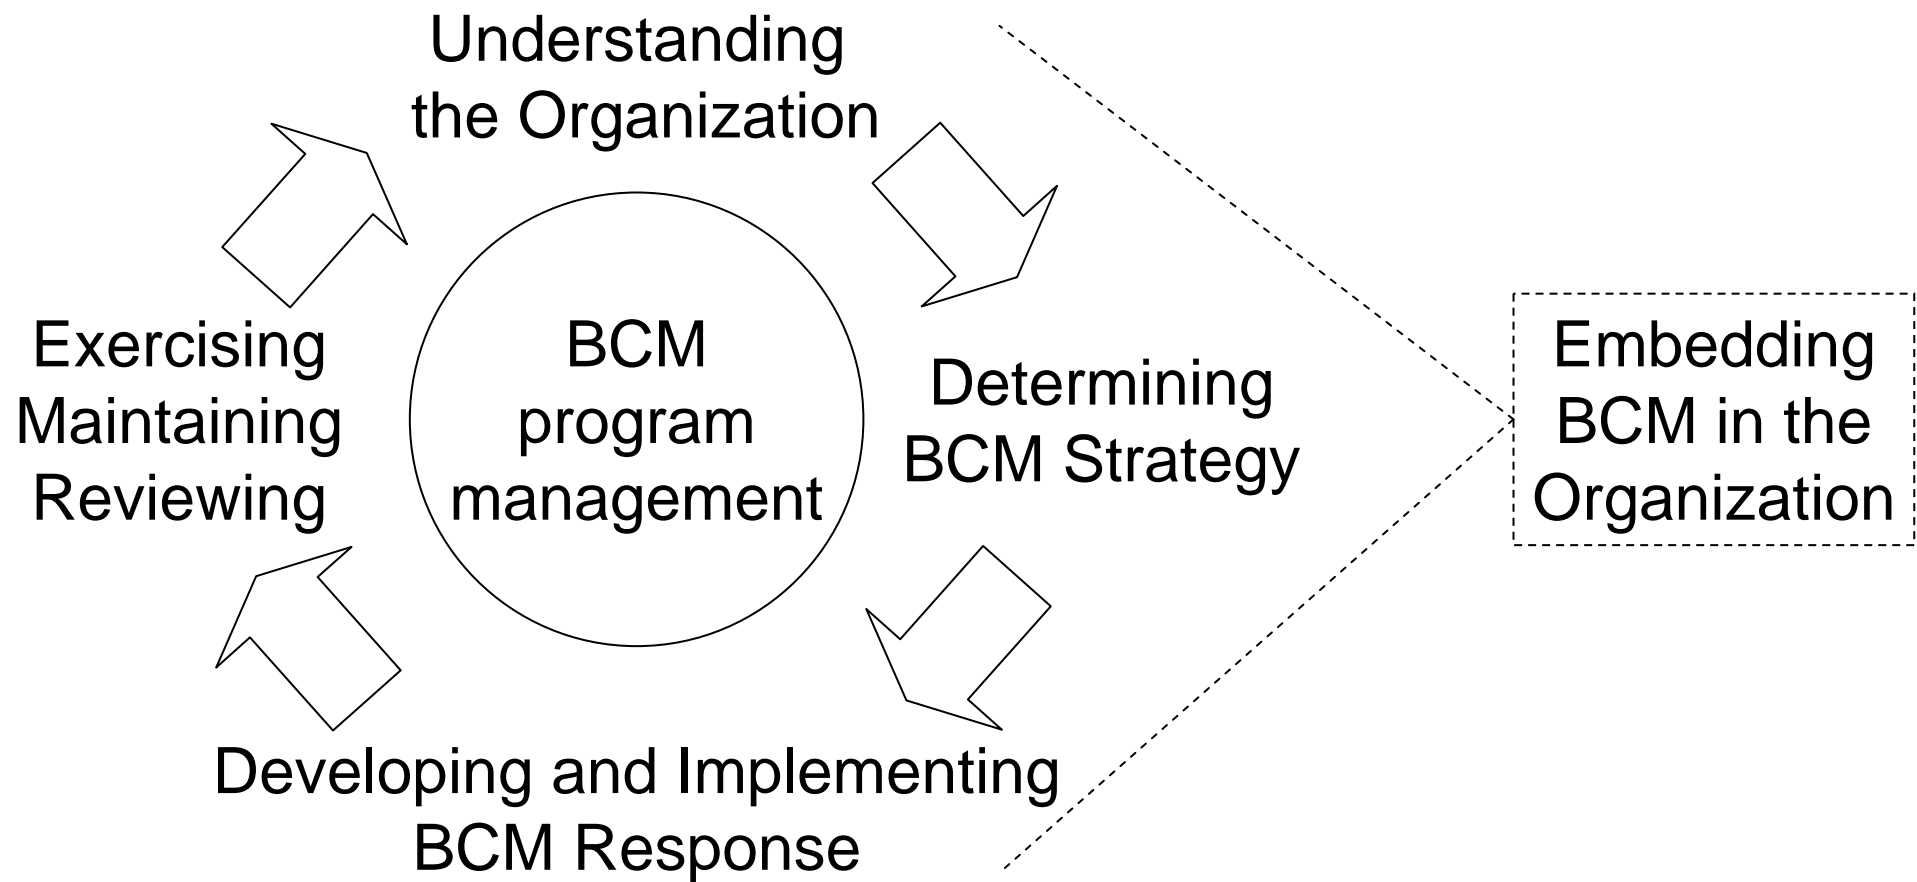 Understanding
the Organization
Exercising
Maintaining
Reviewing
BCM
program
management
Determining
BCM Strategy
Embedding
BCM in the
Organization
Developing and Implementing
BCM Response